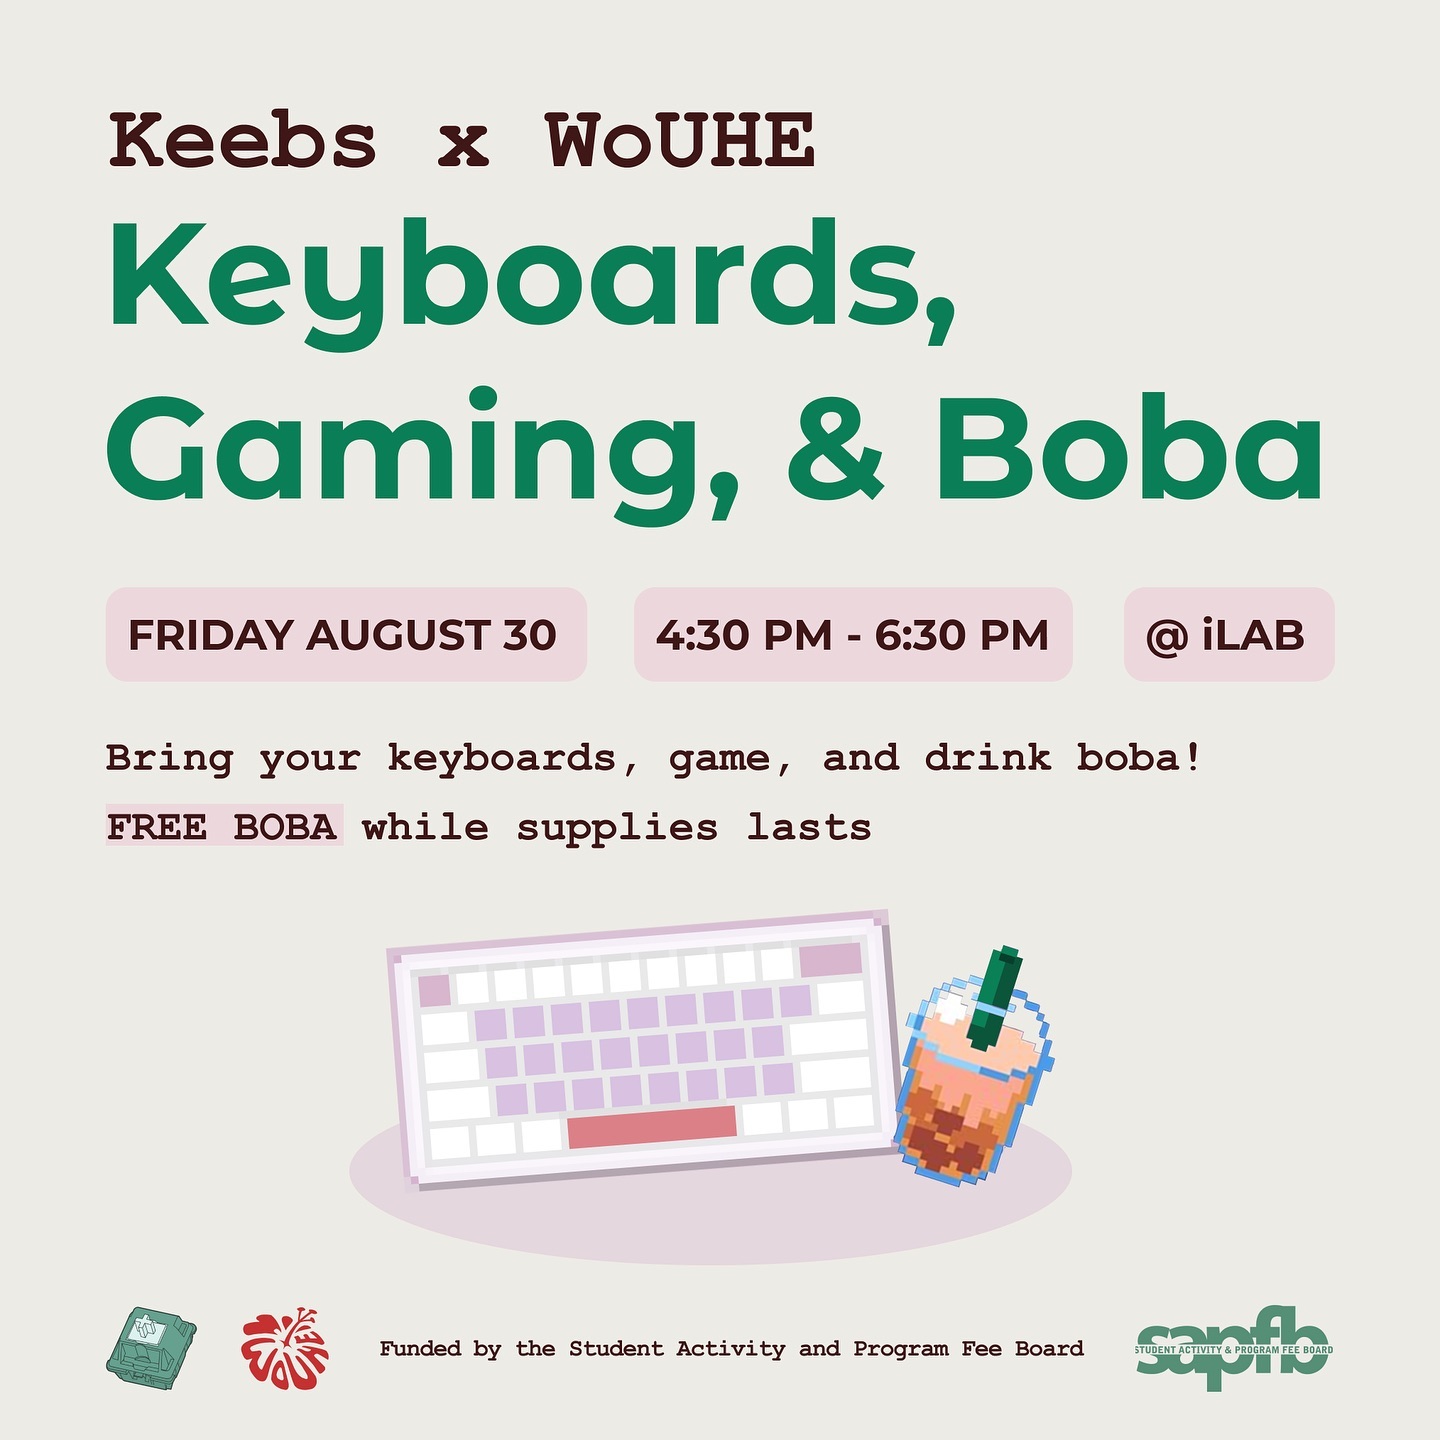 Keebs x WoUHE
Keyboards,
Gaming, & Boba
FRIDAY AUGUST 30
4:30 PM - 6:30 PM
@ iLAB
Bring your keyboards, game, and drink boba!
FREE BOBA while supplies lasts
Funded by the Student Activity and Program Fee Board
sapfb
STUDENT ACTIVITY & PROGRAM FEE BOARD